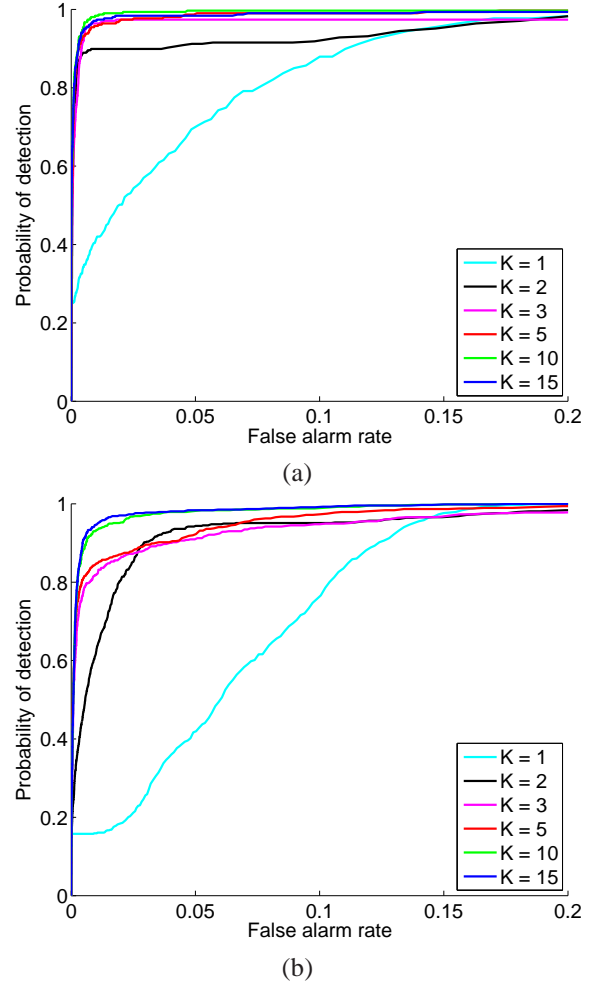 1
0.8
0.6
0.4
0.2
0
Probability of detection
K = 1
K = 2
K = 3
K = 5
K = 10
K = 15
0
0.05
0.1
0.15
0.2
False alarm rate
(a)
1
0.8
0.6
0.4
0.2
0
Probability of detection
K = 1
K = 2
K = 3
K = 5
K = 10
K = 15
0
0.05
0.1
0.15
0.2
False alarm rate
(b)